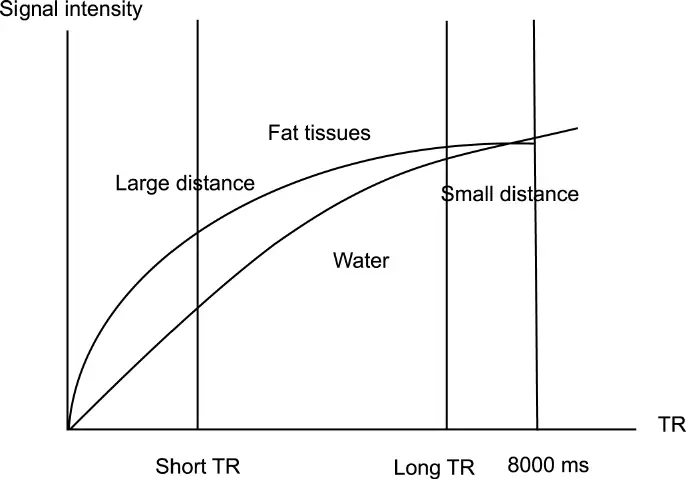 Signal intensity
Fat tissues
Large distance
Small distance
Water
TR
Short TR
Long TR
8000 ms